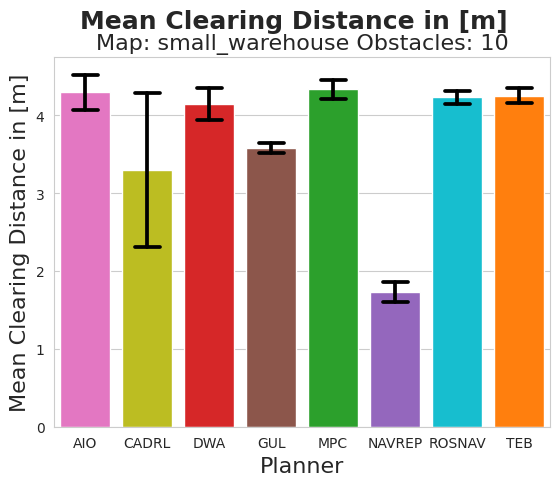 Mean Clearing Distance in [m]
Map: small_warehouse Obstacles: 10
Mean Clearing Distance in [m]
4
3
2
1
0
AIO CADRL DWA GUL MPC NAVREP ROSNAV TEB
Planner